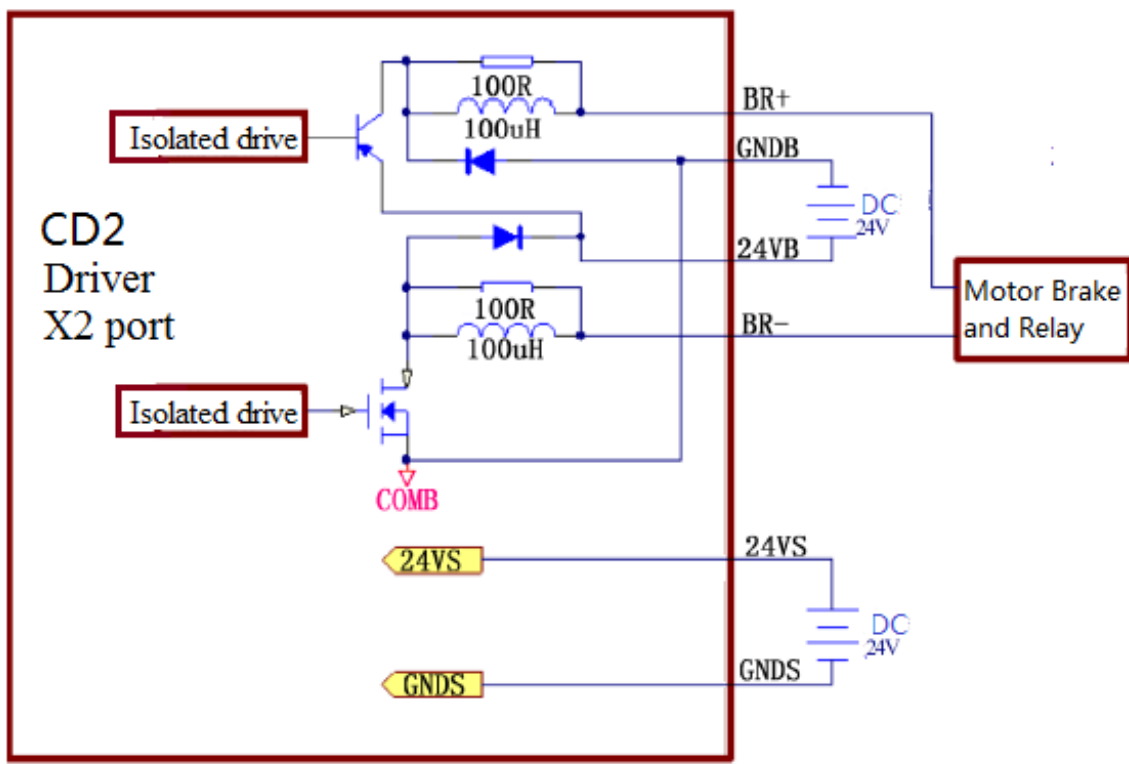 100R
100uH
BR+
Isolated drive
GNDB
DC
24V
CD2
Driver
X2 port
24VB
100R
100uH
BR-
Motor Brake
and Relay
Isolated drive
COMB
24VS
24VS
DC
24V
GNDS
GNDS